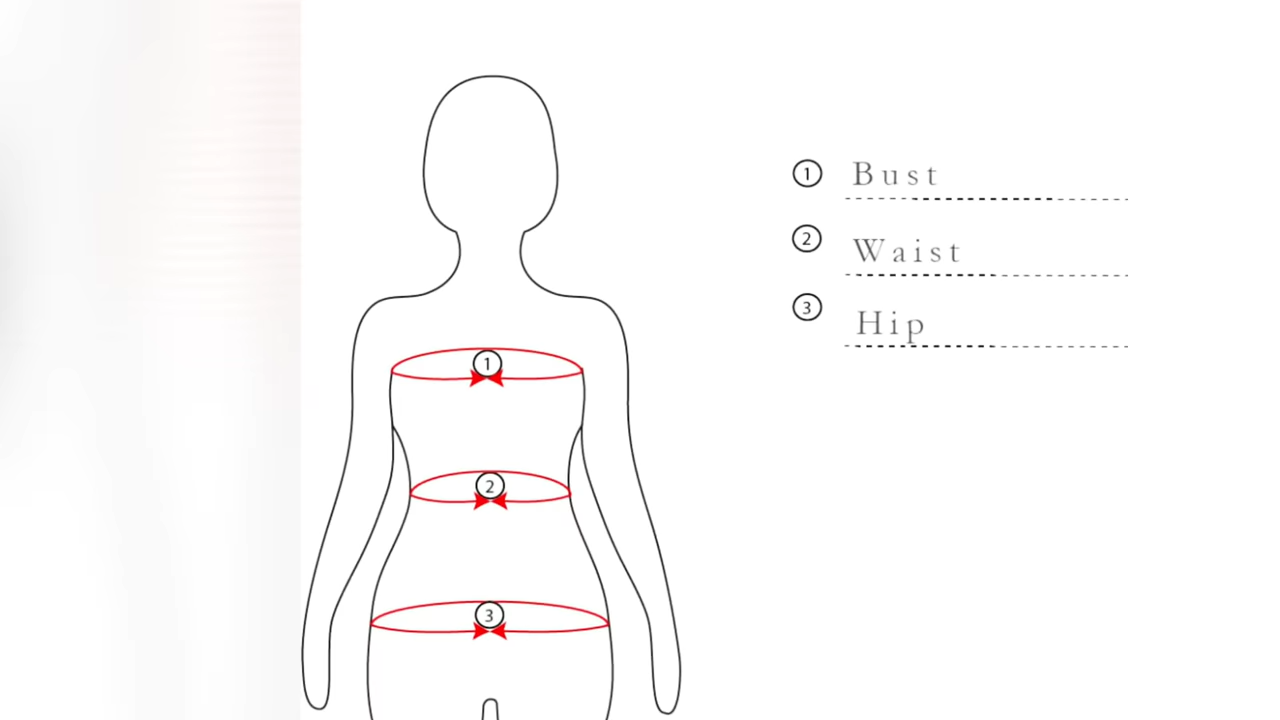 ① Bust
② Waist
③ Hip
①
②
③